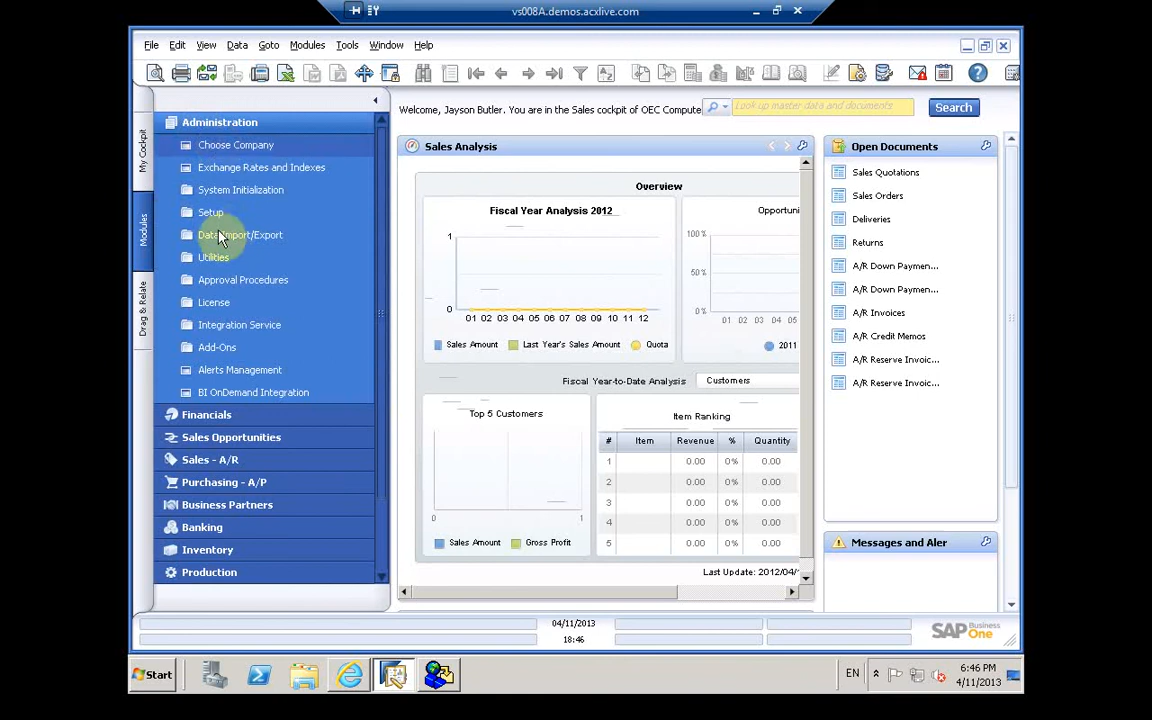 vs008A.demos.acxlive.com
File Edit View Data Goto Modules Tools Window Help
Welcome, Jayson Butler. You are in the Sales cockpit of OEC Compute
Look up master data and documents
Search
My Cockpit
Modules
Drag & Relate
Administration
Choose Company
Exchange Rates and Indexes
System Initialization
Setup
Data Import/Export
Utilities
Approval Procedures
License
Integration Service
Add-Ons
Alerts Management
BI OnDemand Integration
Financials
Sales Opportunities
Sales - A/R
Purchasing - A/P
Business Partners
Banking
Inventory
Production
Sales Analysis
Overview
Fiscal Year Analysis 2012
1
0
01 02 03 04 05 06 07 08 09 10 11 12
Sales Amount Last Year's Sales Amount Quota
Opportuni
100%
50%
0%
01 02 03 04 05
2011
Fiscal Year-to-Date Analysis Customers
Top 5 Customers
0 1
Sales Amount Gross Profit
Item Ranking
# Item Revenue % Quantity
1 0.00 0% 0.00
2 0.00 0% 0.00
3 0.00 0% 0.00
4 0.00 0% 0.00
5 0.00 0% 0.00
Last Update: 2012/04/
Open Documents
Sales Quotations
Sales Orders
Deliveries
Returns
A/R Down Paymen...
A/R Down Paymen...
A/R Invoices
A/R Credit Memos
A/R Reserve Invoic...
A/R Reserve Invoic...
Messages and Aler
04/11/2013
18:46
SAP Business One
Start
EN
6:46 PM
4/11/2013